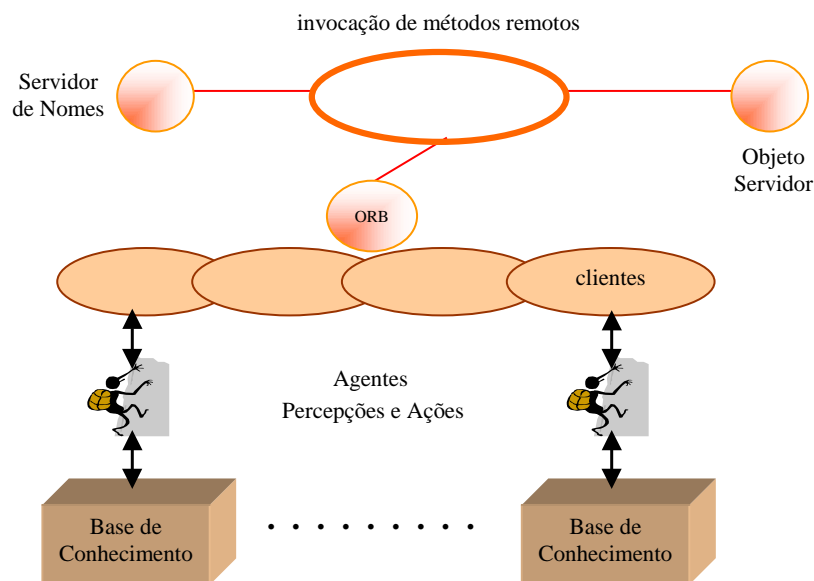 invocação de métodos remotos
Servidor
de Nomes
Objeto
Servidor
ORB
clientes
Agentes
Percepções e Ações
Base de
Conhecimento
. . . . . . . . .
Base de
Conhecimento